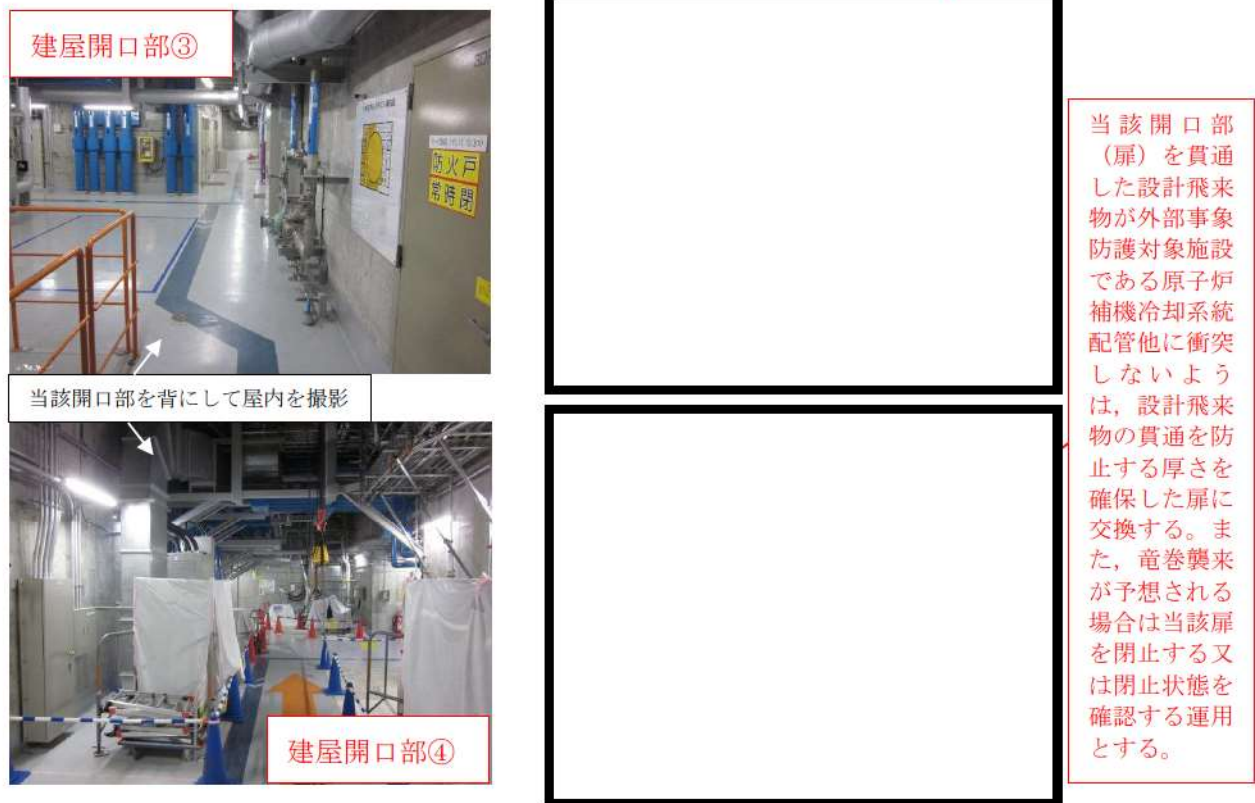 建屋開口部③
防火戸
常時閉
当該開口部を背にして屋内を撮影
建屋開口部④
当該開口部
（扉）を貫通
した設計飛来
物が外部事象
防護対象施設
である原子炉
補機冷却系統
配管他に衝突
しないよう
は，設計飛来
物の貫通を防
止する厚さを
確保した扉に
交換する。ま
た，竜巻襲来
が予想される
場合は当該扉
を閉止する又
は閉止状態を
確認する運用
とする。